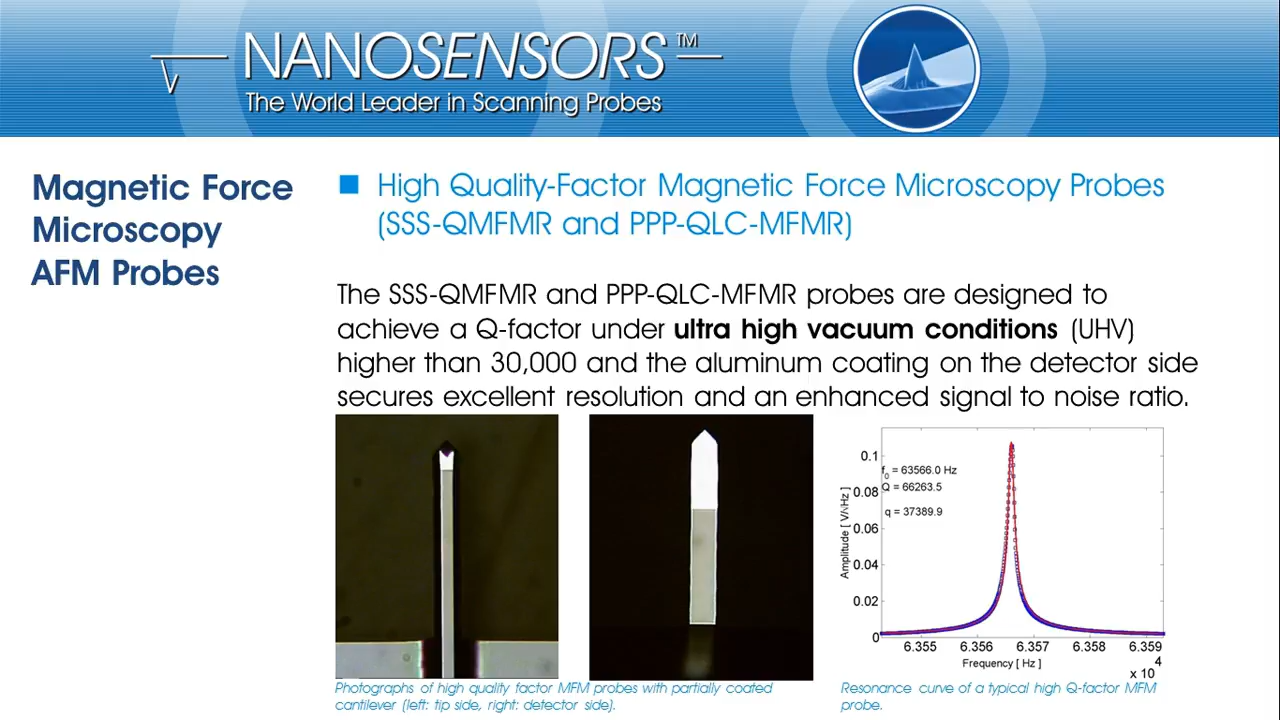 NANOSENSORS™
The World Leader in Scanning Probes
Magnetic Force
Microscopy
AFM Probes
High Quality-Factor Magnetic Force Microscopy Probes
(SSS-QMFMR and PPP-QLC-MFMR)
The SSS-QMFMR and PPP-QLC-MFMR probes are designed to
achieve a Q-factor under ultra high vacuum conditions (UHV)
higher than 30,000 and the aluminum coating on the detector side
secures excellent resolution and an enhanced signal to noise ratio.
f0 = 63566.0 Hz
Q = 66263.5
q = 37389.9
Amplitude [ V/√Hz ]
0.1
0.08
0.06
0.04
0.02
0
6.355 6.356 6.357 6.358 6.359
Frequency [ Hz ]
x 10^4
Photographs of high quality factor MFM probes with partially coated
cantilever (left: tip side, right: detector side).
Resonance curve of a typical high Q-factor MFM
probe.